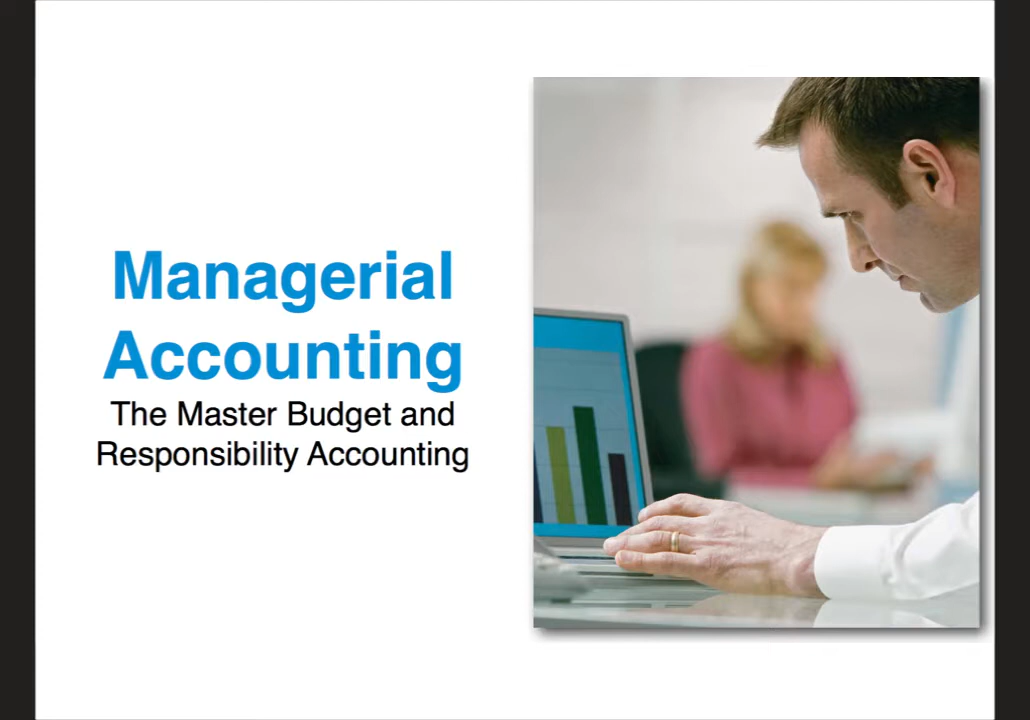 Managerial
Accounting
The Master Budget and
Responsibility Accounting